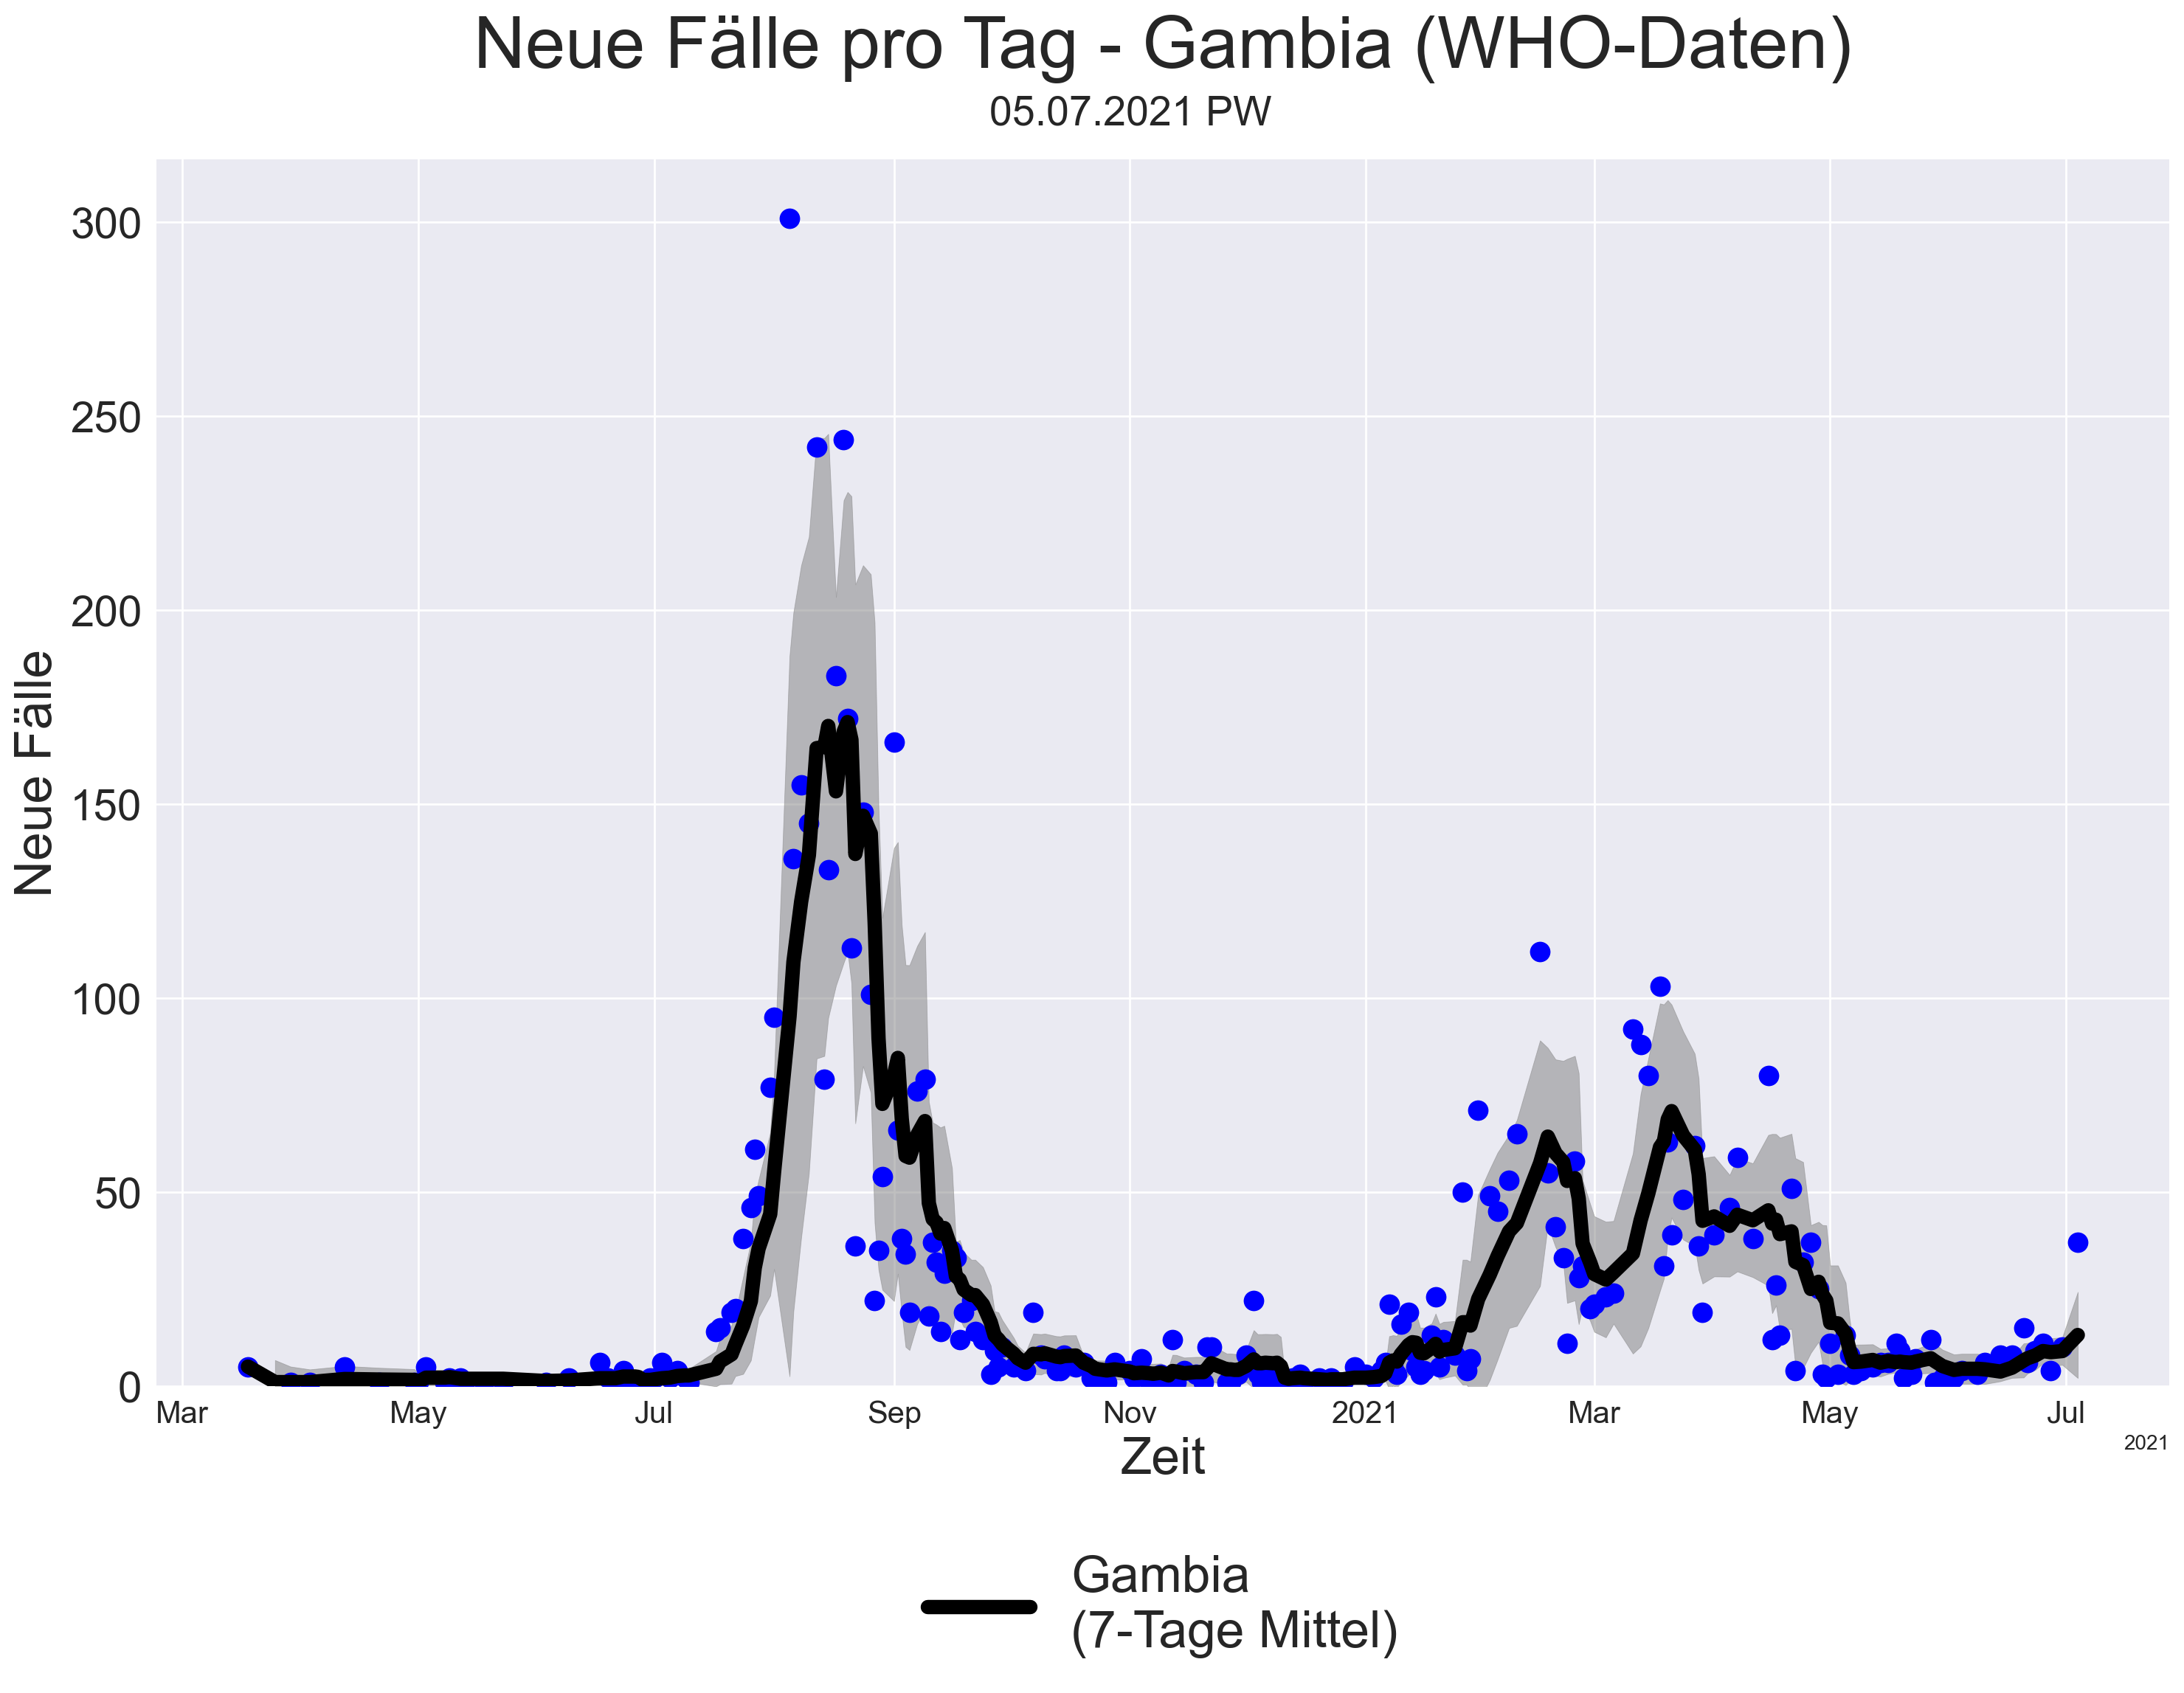 Neue Fälle pro Tag - Gambia (WHO-Daten)
05.07.2021 PW
Neue Fälle
300
250
200
150
100
50
0
Mar May Jul Sep Nov 2021 Mar May Jul
2021
Zeit
Gambia
(7-Tage Mittel)